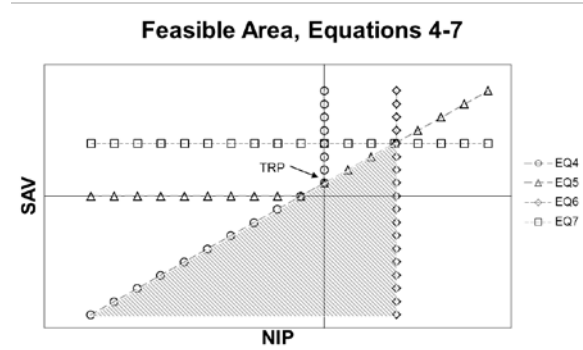 Feasible Area, Equations 4-7
TRP
SAV
NIP
EQ4
EQ5
EQ6
EQ7